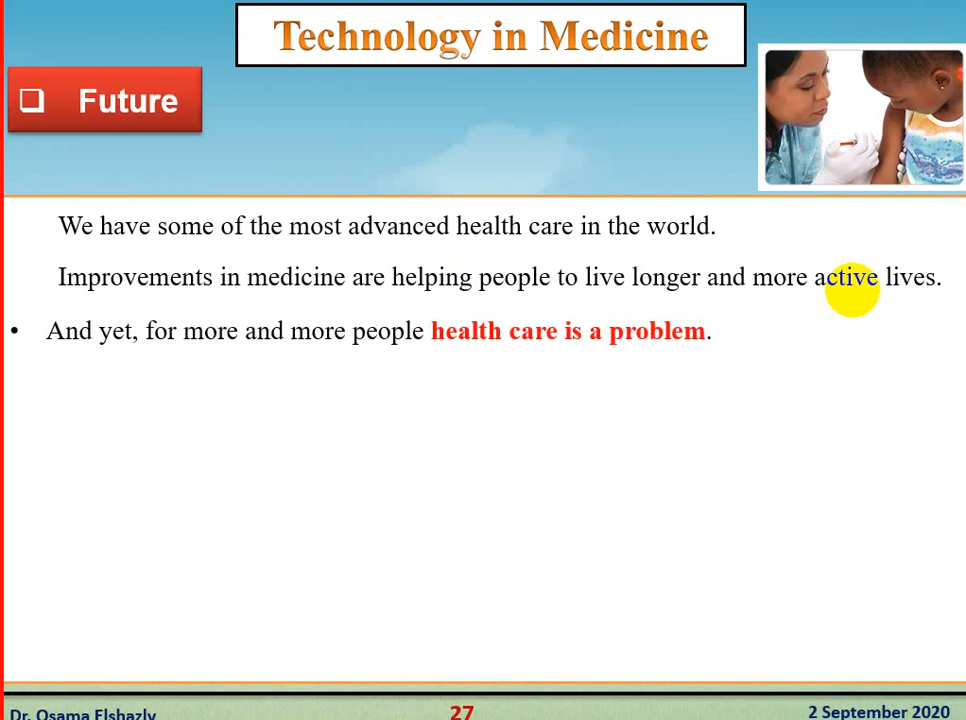 Technology in Medicine
❑ Future
We have some of the most advanced health care in the world.
Improvements in medicine are helping people to live longer and more active lives.
• And yet, for more and more people health care is a problem.
Dr. Osama Elshazly 27 2 September 2020